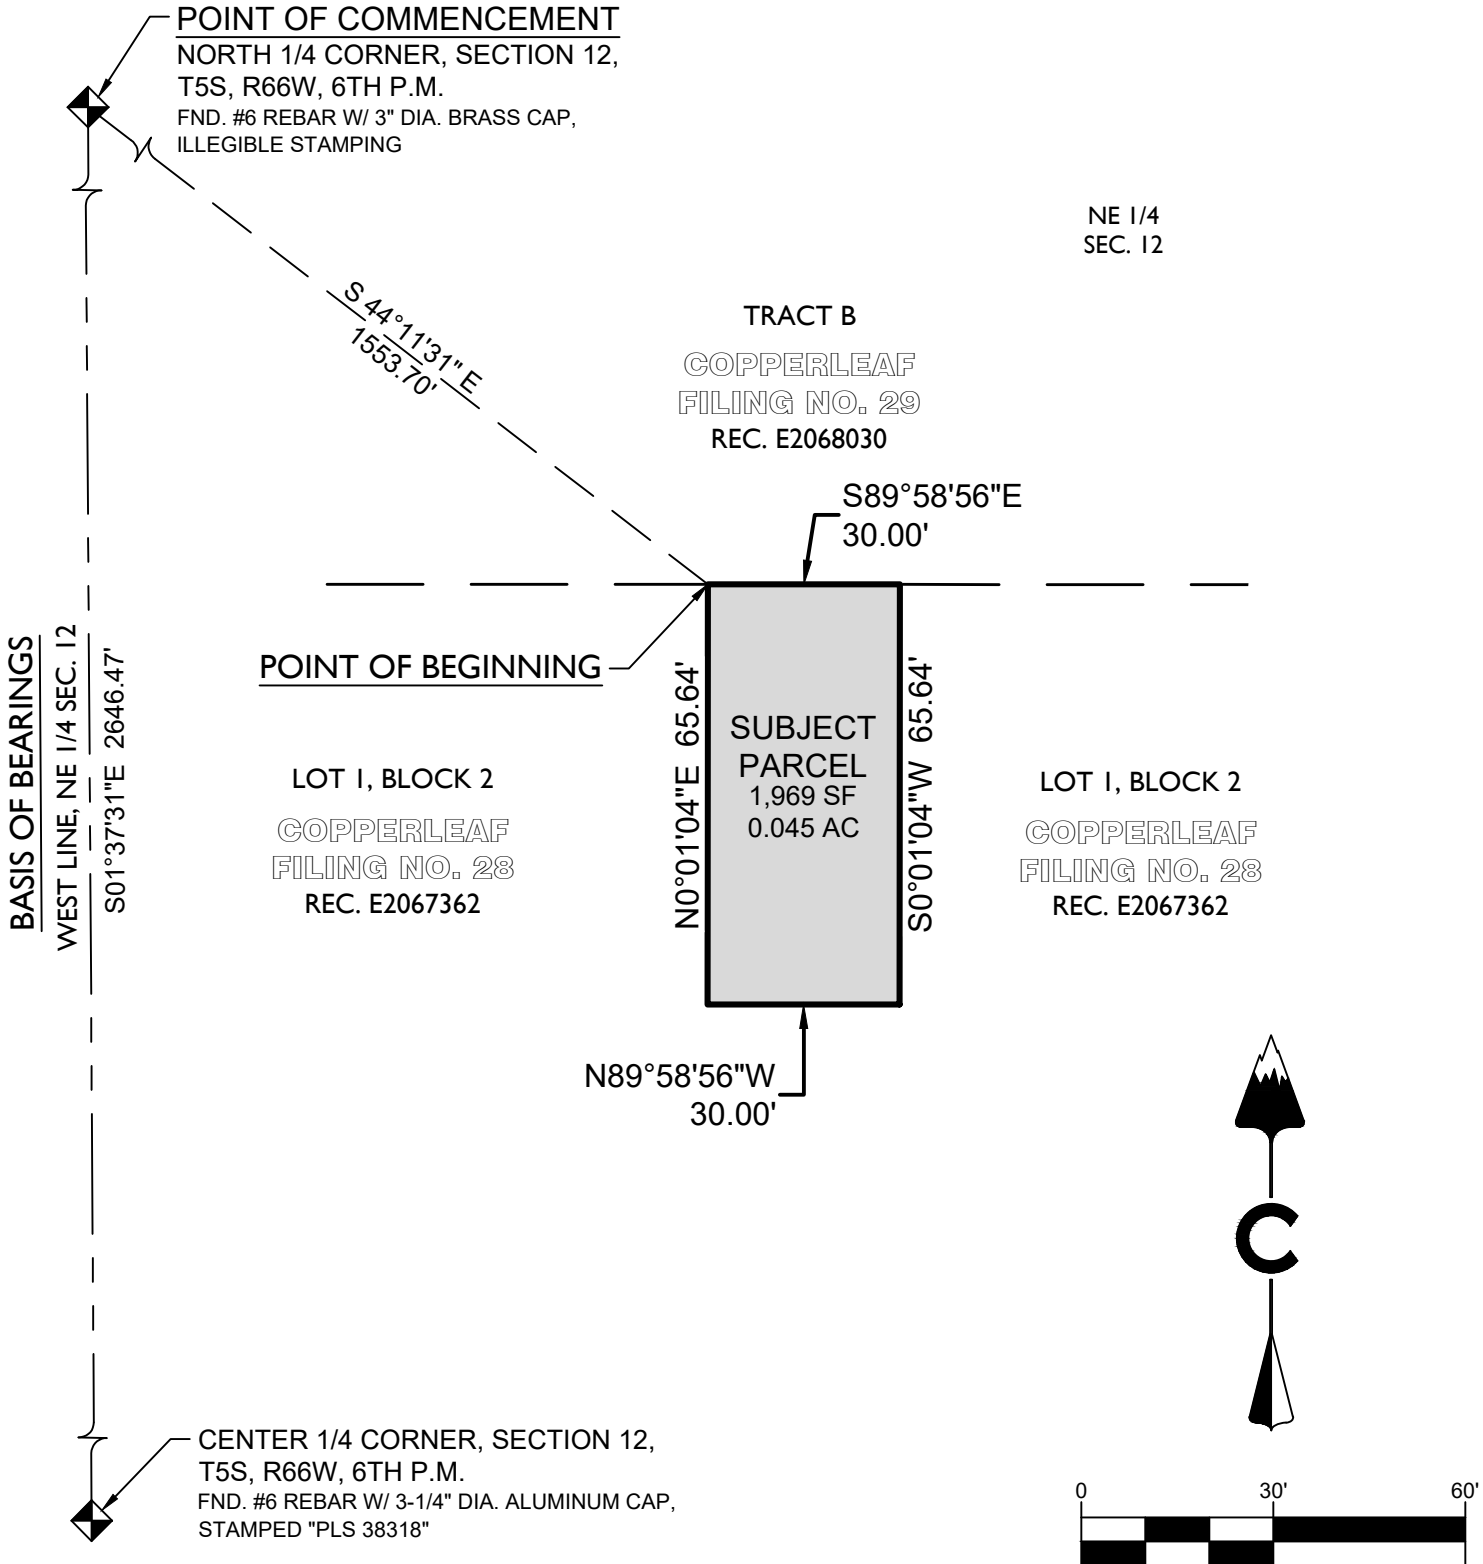 POINT OF COMMENCEMENT
NORTH 1/4 CORNER, SECTION 12,
T5S, R66W, 6TH P.M.
FND. #6 REBAR W/ 3" DIA. BRASS CAP,
ILLEGIBLE STAMPING
NE 1/4
SEC. 12
S 44°11'31" E
1553.70'
TRACT B
COPPERLEAF
FILING NO. 29
REC. E2068030
S89°58'56"E
30.00'
POINT OF BEGINNING
BASIS OF BEARINGS
WEST LINE, NE 1/4 SEC. 12
S01°37'31"E 2646.47'
LOT 1, BLOCK 2
COPPERLEAF
FILING NO. 28
REC. E2067362
N0°01'04"E 65.64'
SUBJECT
PARCEL
1,969 SF
0.045 AC
S0°01'04"W 65.64'
LOT 1, BLOCK 2
COPPERLEAF
FILING NO. 28
REC. E2067362
N89°58'56"W
30.00'
C
CENTER 1/4 CORNER, SECTION 12,
T5S, R66W, 6TH P.M.
FND. #6 REBAR W/ 3-1/4" DIA. ALUMINUM CAP,
STAMPED "PLS 38318"
0 30' 60'